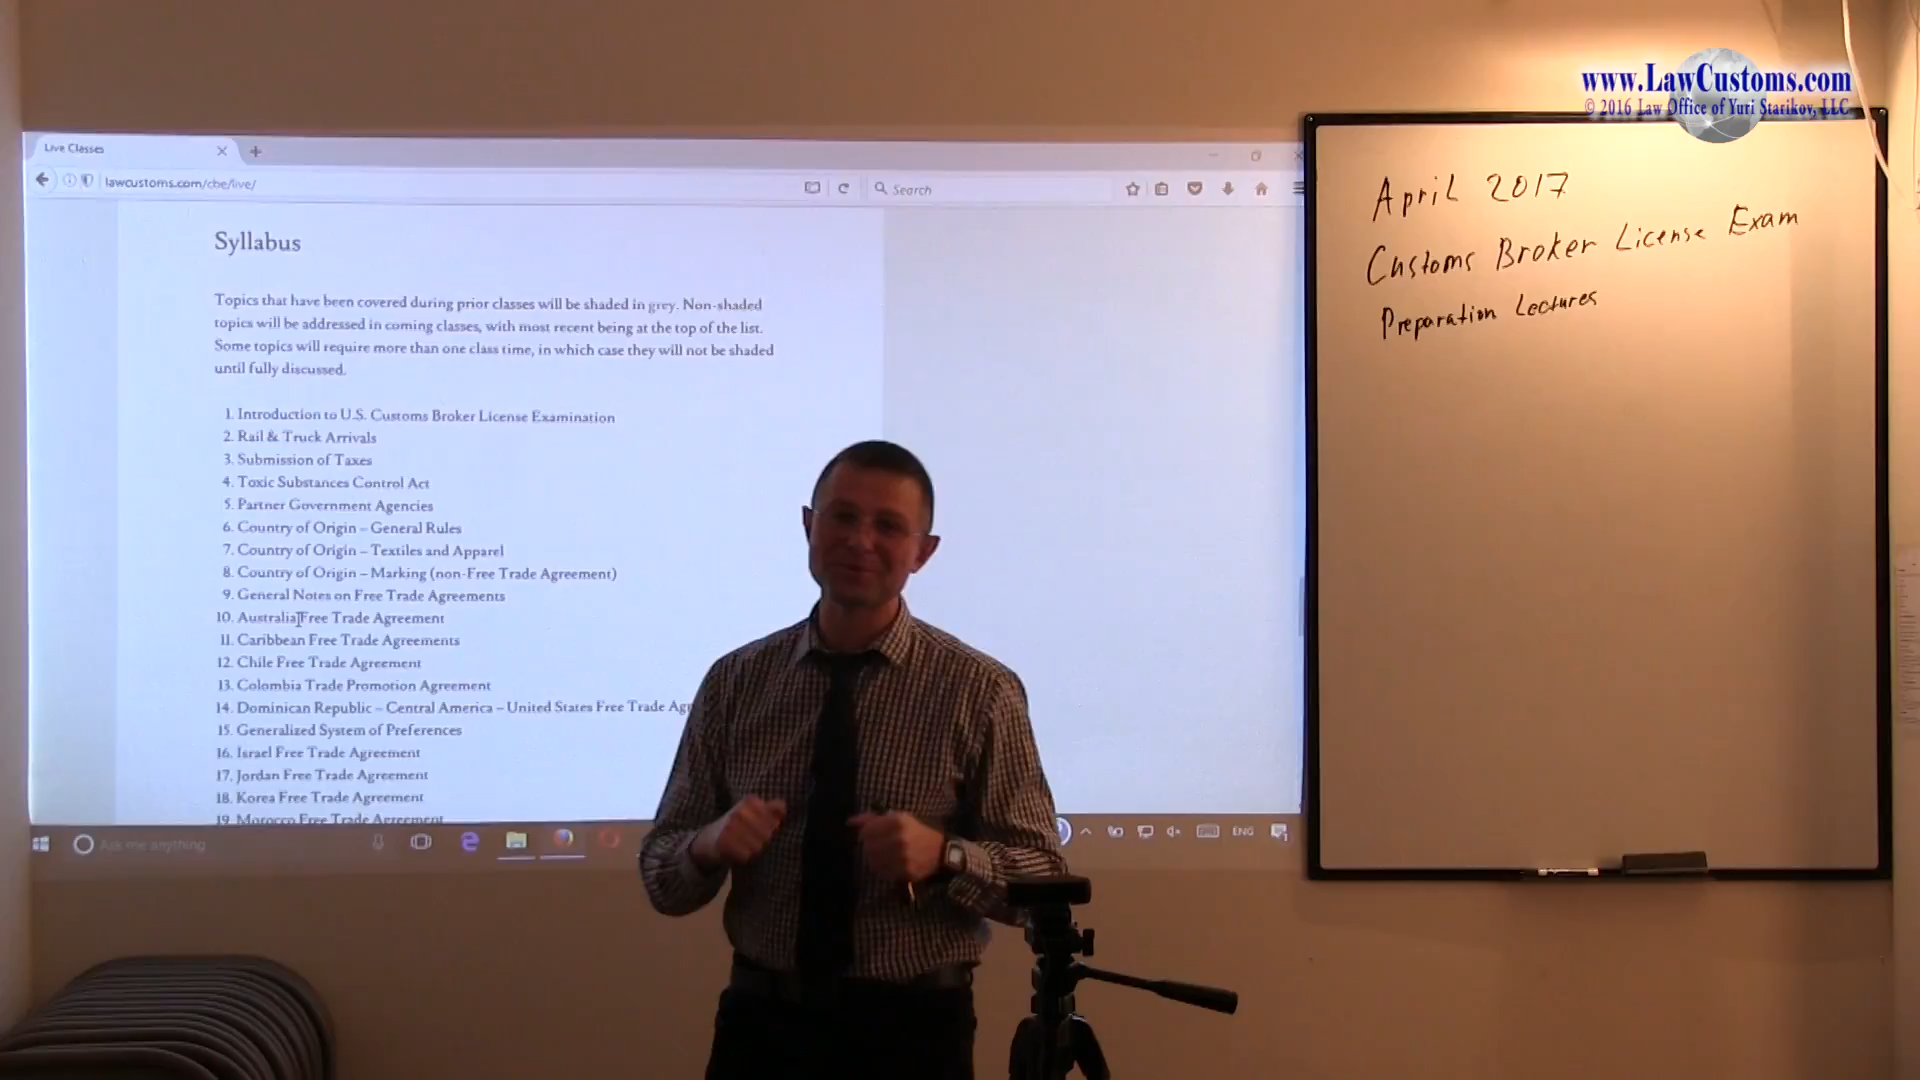 www.LawCustoms.com
© 2016 Law Office of Yuri Starikov, LLC
Live Classes
lawcustoms.com/cbe/live/
Search
Syllabus
Topics that have been covered during prior classes will be shaded in grey. Non-shaded
topics will be addressed in coming classes, with most recent being at the top of the list.
Some topics will require more than one class time, in which case they will not be shaded
until fully discussed.
1. Introduction to U.S. Customs Broker License Examination
2. Rail & Truck Arrivals
3. Submission of Taxes
4. Toxic Substances Control Act
5. Partner Government Agencies
6. Country of Origin – General Rules
7. Country of Origin – Textiles and Apparel
8. Country of Origin – Marking (non-Free Trade Agreement)
9. General Notes on Free Trade Agreements
10. Australia Free Trade Agreement
11. Caribbean Free Trade Agreements
12. Chile Free Trade Agreement
13. Colombia Trade Promotion Agreement
14. Dominican Republic – Central America – United States Free Trade
15. Generalized System of Preferences
16. Israel Free Trade Agreement
17. Jordan Free Trade Agreement
18. Korea Free Trade Agreement
19. Morocco Free Trade Agreement
Ask me anything
ENG
April 2017
Customs Broker License Exam
Preparation Lectures